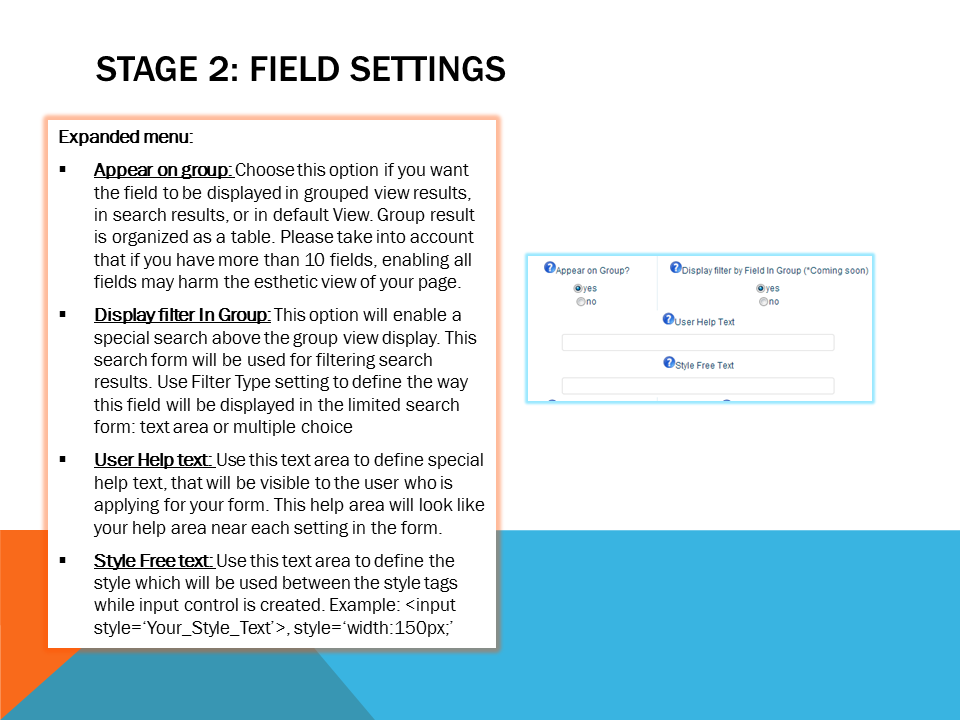 STAGE 2: FIELD SETTINGS
Expanded menu:
▪ Appear on group: Choose this option if you want
the field to be displayed in grouped view results,
in search results, or in default View. Group result
is organized as a table. Please take into account
that if you have more than 10 fields, enabling all
fields may harm the esthetic view of your page.
▪ Display filter In Group: This option will enable a
special search above the group view display. This
search form will be used for filtering search
results. Use Filter Type setting to define the way
this field will be displayed in the limited search
form: text area or multiple choice
▪ User Help text: Use this text area to define special
help text, that will be visible to the user who is
applying for your form. This help area will look like
your help area near each setting in the form.
▪ Style Free text: Use this text area to define the
style which will be used between the style tags
while input control is created. Example: <input
style=‘Your_Style_Text’>, style=‘width:150px;’
?Appear on Group?
yes
no
?Display filter by Field In Group (*Coming soon)
yes
no
?User Help Text
?Style Free Text